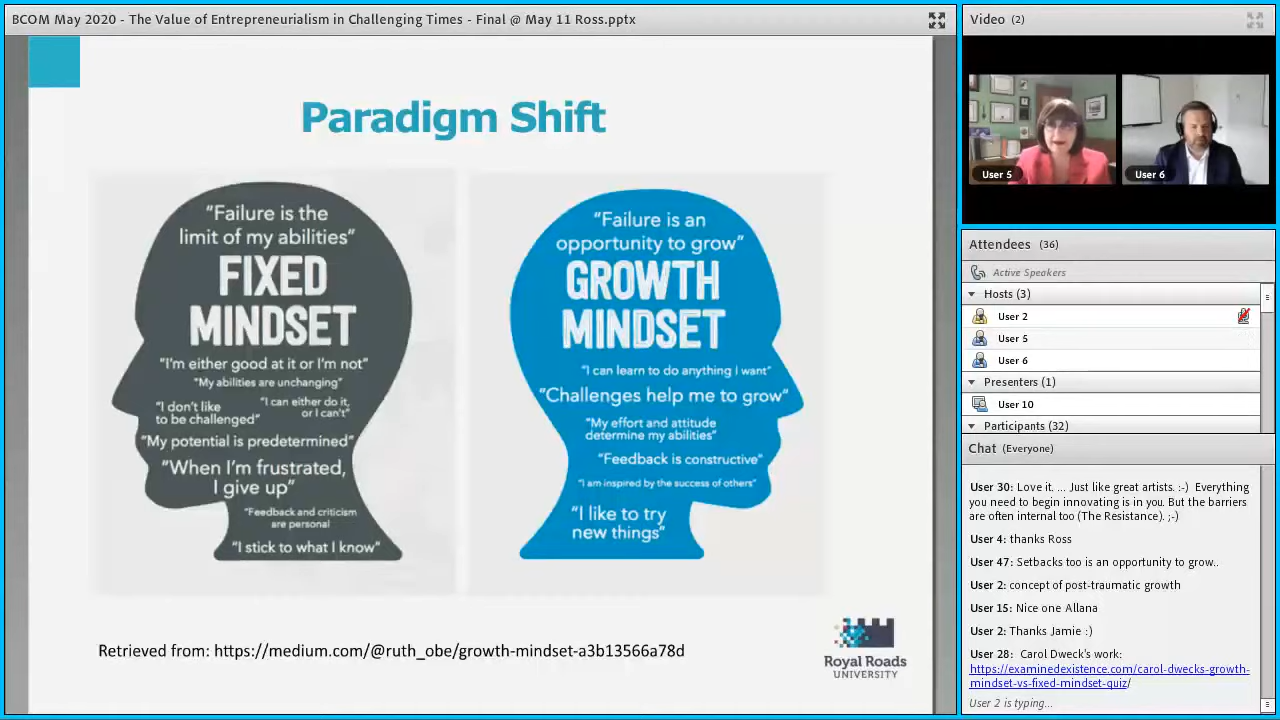 BCOM May 2020 - The Value of Entrepreneurialism in Challenging Times - Final @ May 11 Ross.pptx
Paradigm Shift
“Failure is the
limit of my abilities”
FIXED
MINDSET
“I’m either good at it or I’m not”
“My abilities are unchanging”
“I don’t like
to be challenged”
“I can either do it,
or I can’t”
“My potential is predetermined”
“When I’m frustrated,
I give up”
“Feedback and criticism
are personal
“I stick to what I know”
“Failure is an
opportunity to grow”
GROWTH
MINDSET
“I can learn to do anything I want”
“Challenges help me to grow”
“My effort and attitude
determine my abilities”
“Feedback is constructive”
“I am inspired by the success of others”
“I like to try
new things”
Retrieved from: https://medium.com/@ruth_obe/growth-mindset-a3b13566a78d
Royal Roads
UNIVERSITY
Video (2)
User 5
User 6
Attendees (36)
Active Speakers
Hosts (3)
User 2
User 5
User 6
Presenters (1)
User 10
Participants (32)
Chat (Everyone)
User 30: Love it. ... Just like great artists. :-) Everything
you need to begin innovating is in you. But the barriers
are often internal too (The Resistance). ;-)
User 4: thanks Ross
User 47: Setbacks too is an opportunity to grow..
User 2: concept of post-traumatic growth
User 15: Nice one Allana
User 2: Thanks Jamie :)
User 28: Carol Dweck's work:
https://examinedexistence.com/carol-dwecks-growth-
mindset-vs-fixed-mindset-quiz/
User 2 is typing...